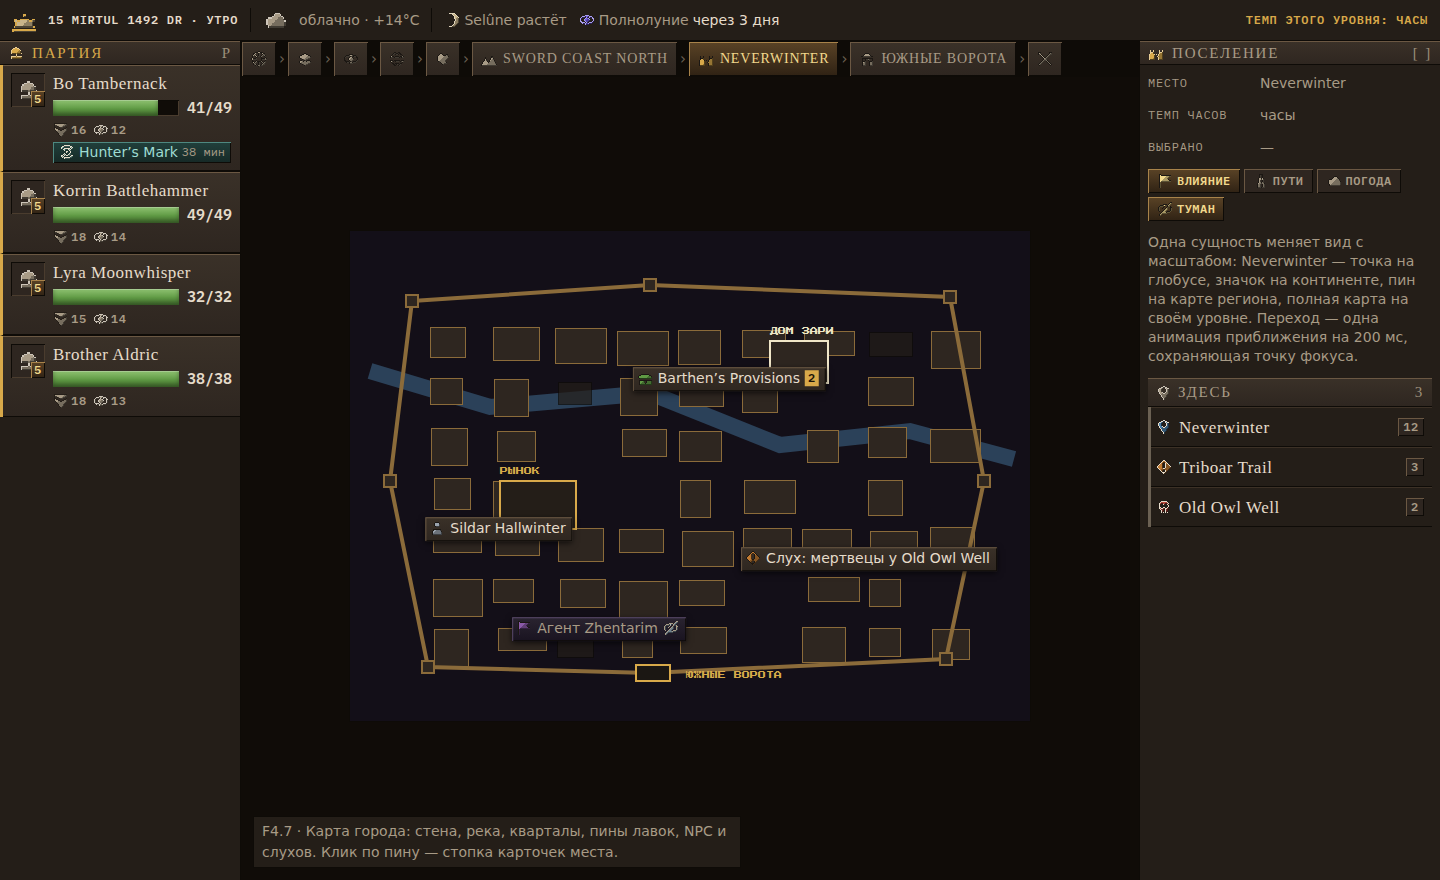 15 MIRTUL 1492 DR · УТРО
облачно · +14°C
Selûne растёт
Полнолуние через 3 дня
ТЕМП ЭТОГО УРОВНЯ: ЧАСЫ
ПАРТИЯ P
Bo Tambernack
5
41/49
16 12
Hunter's Mark 38 мин
Korrin Battlehammer
5
49/49
18 14
Lyra Moonwhisper
5
32/32
15 14
Brother Aldric
5
38/38
18 13
› › › › › SWORD COAST NORTH › NEVERWINTER › ЮЖНЫЕ ВОРОТА ›
ДОМ ЗАРИ
Barthen's Provisions 2
РЫНОК
Sildar Hallwinter
Слух: мертвецы у Old Owl Well
Агент Zhentarim
ЮЖНЫЕ ВОРОТА
F4.7 · Карта города: стена, река, кварталы, пины лавок, NPC и
слухов. Клик по пину — стопка карточек места.
ПОСЕЛЕНИЕ [ ]
МЕСТО Neverwinter
ТЕМП ЧАСОВ часы
ВЫБРАНО —
ВЛИЯНИЕ ПУТИ ПОГОДА
ТУМАН
Одна сущность меняет вид с
масштабом: Neverwinter — точка на
глобусе, значок на континенте, пин
на карте региона, полная карта на
своём уровне. Переход — одна
анимация приближения на 200 мс,
сохраняющая точку фокуса.
ЗДЕСЬ 3
Neverwinter 12
Triboar Trail 3
Old Owl Well 2